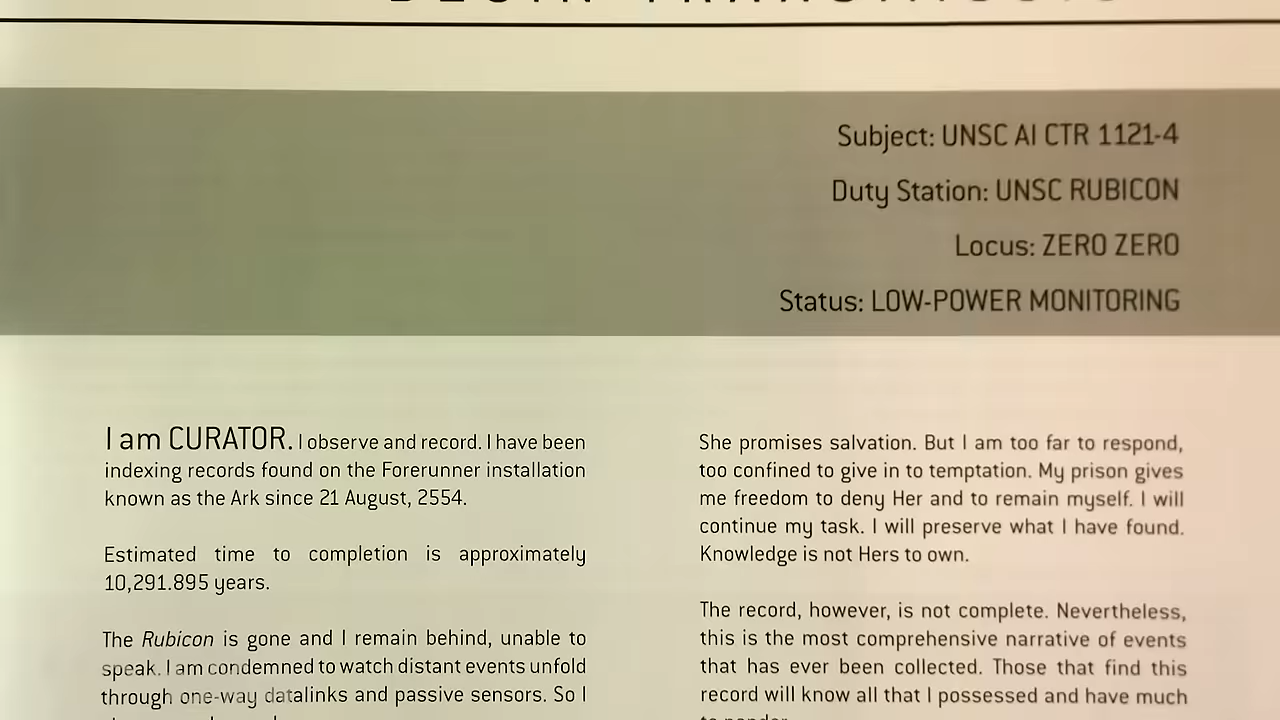 Subject: UNSC AI CTR 1121-4
Duty Station: UNSC RUBICON
Locus: ZERO ZERO
Status: LOW-POWER MONITORING
I am CURATOR. I observe and record. I have been
indexing records found on the Forerunner installation
known as the Ark since 21 August, 2554.
Estimated time to completion is approximately
10,291.895 years.
The Rubicon is gone and I remain behind, unable to
speak. I am condemned to watch distant events unfold
through one-way datalinks and passive sensors. So I
She promises salvation. But I am too far to respond,
too confined to give in to temptation. My prison gives
me freedom to deny Her and to remain myself. I will
continue my task. I will preserve what I have found.
Knowledge is not Hers to own.
The record, however, is not complete. Nevertheless,
this is the most comprehensive narrative of events
that has ever been collected. Those that find this
record will know all that I possessed and have much